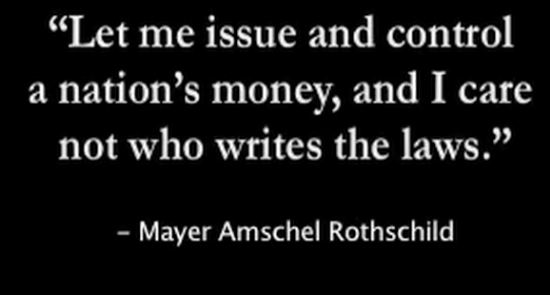 “Let me issue and control
a nation’s money, and I care
not who writes the laws.”
– Mayer Amschel Rothschild